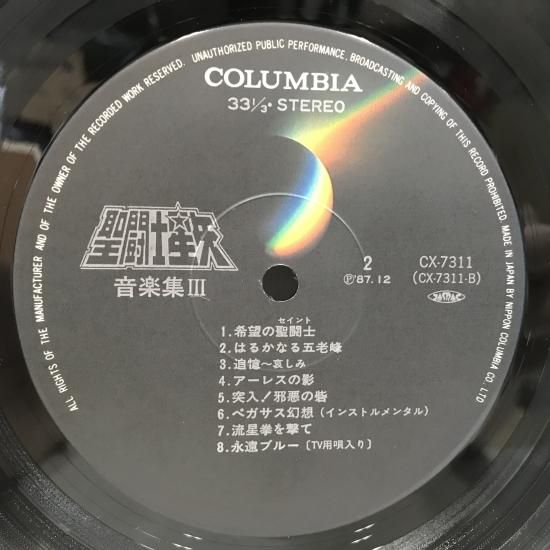 ALL RIGHTS OF THE MANUFACTURER AND OF THE OWNER OF THE RECORDED WORK RESERVED. UNAUTHORIZED PUBLIC PERFORMANCE, BROADCASTING AND COPYING OF THIS RECORD PROHIBITED. MADE IN JAPAN BY NIPPON COLUMBIA CO. LTD
COLUMBIA
33 1/3・STEREO
聖闘士星矢
音楽集III
2
Ⓟ'87.12
CX-7311
(CX-7311-B)
JASRAC
セイント
1.希望の聖闘士
2.はるかなる五老峰
3.追憶〜哀しみ
4.アーレスの影
5.突入!邪悪の砦
6.ペガサス幻想(インストルメンタル)
7.流星拳を撃て
8.永遠ブルー〔TV用唄入り〕